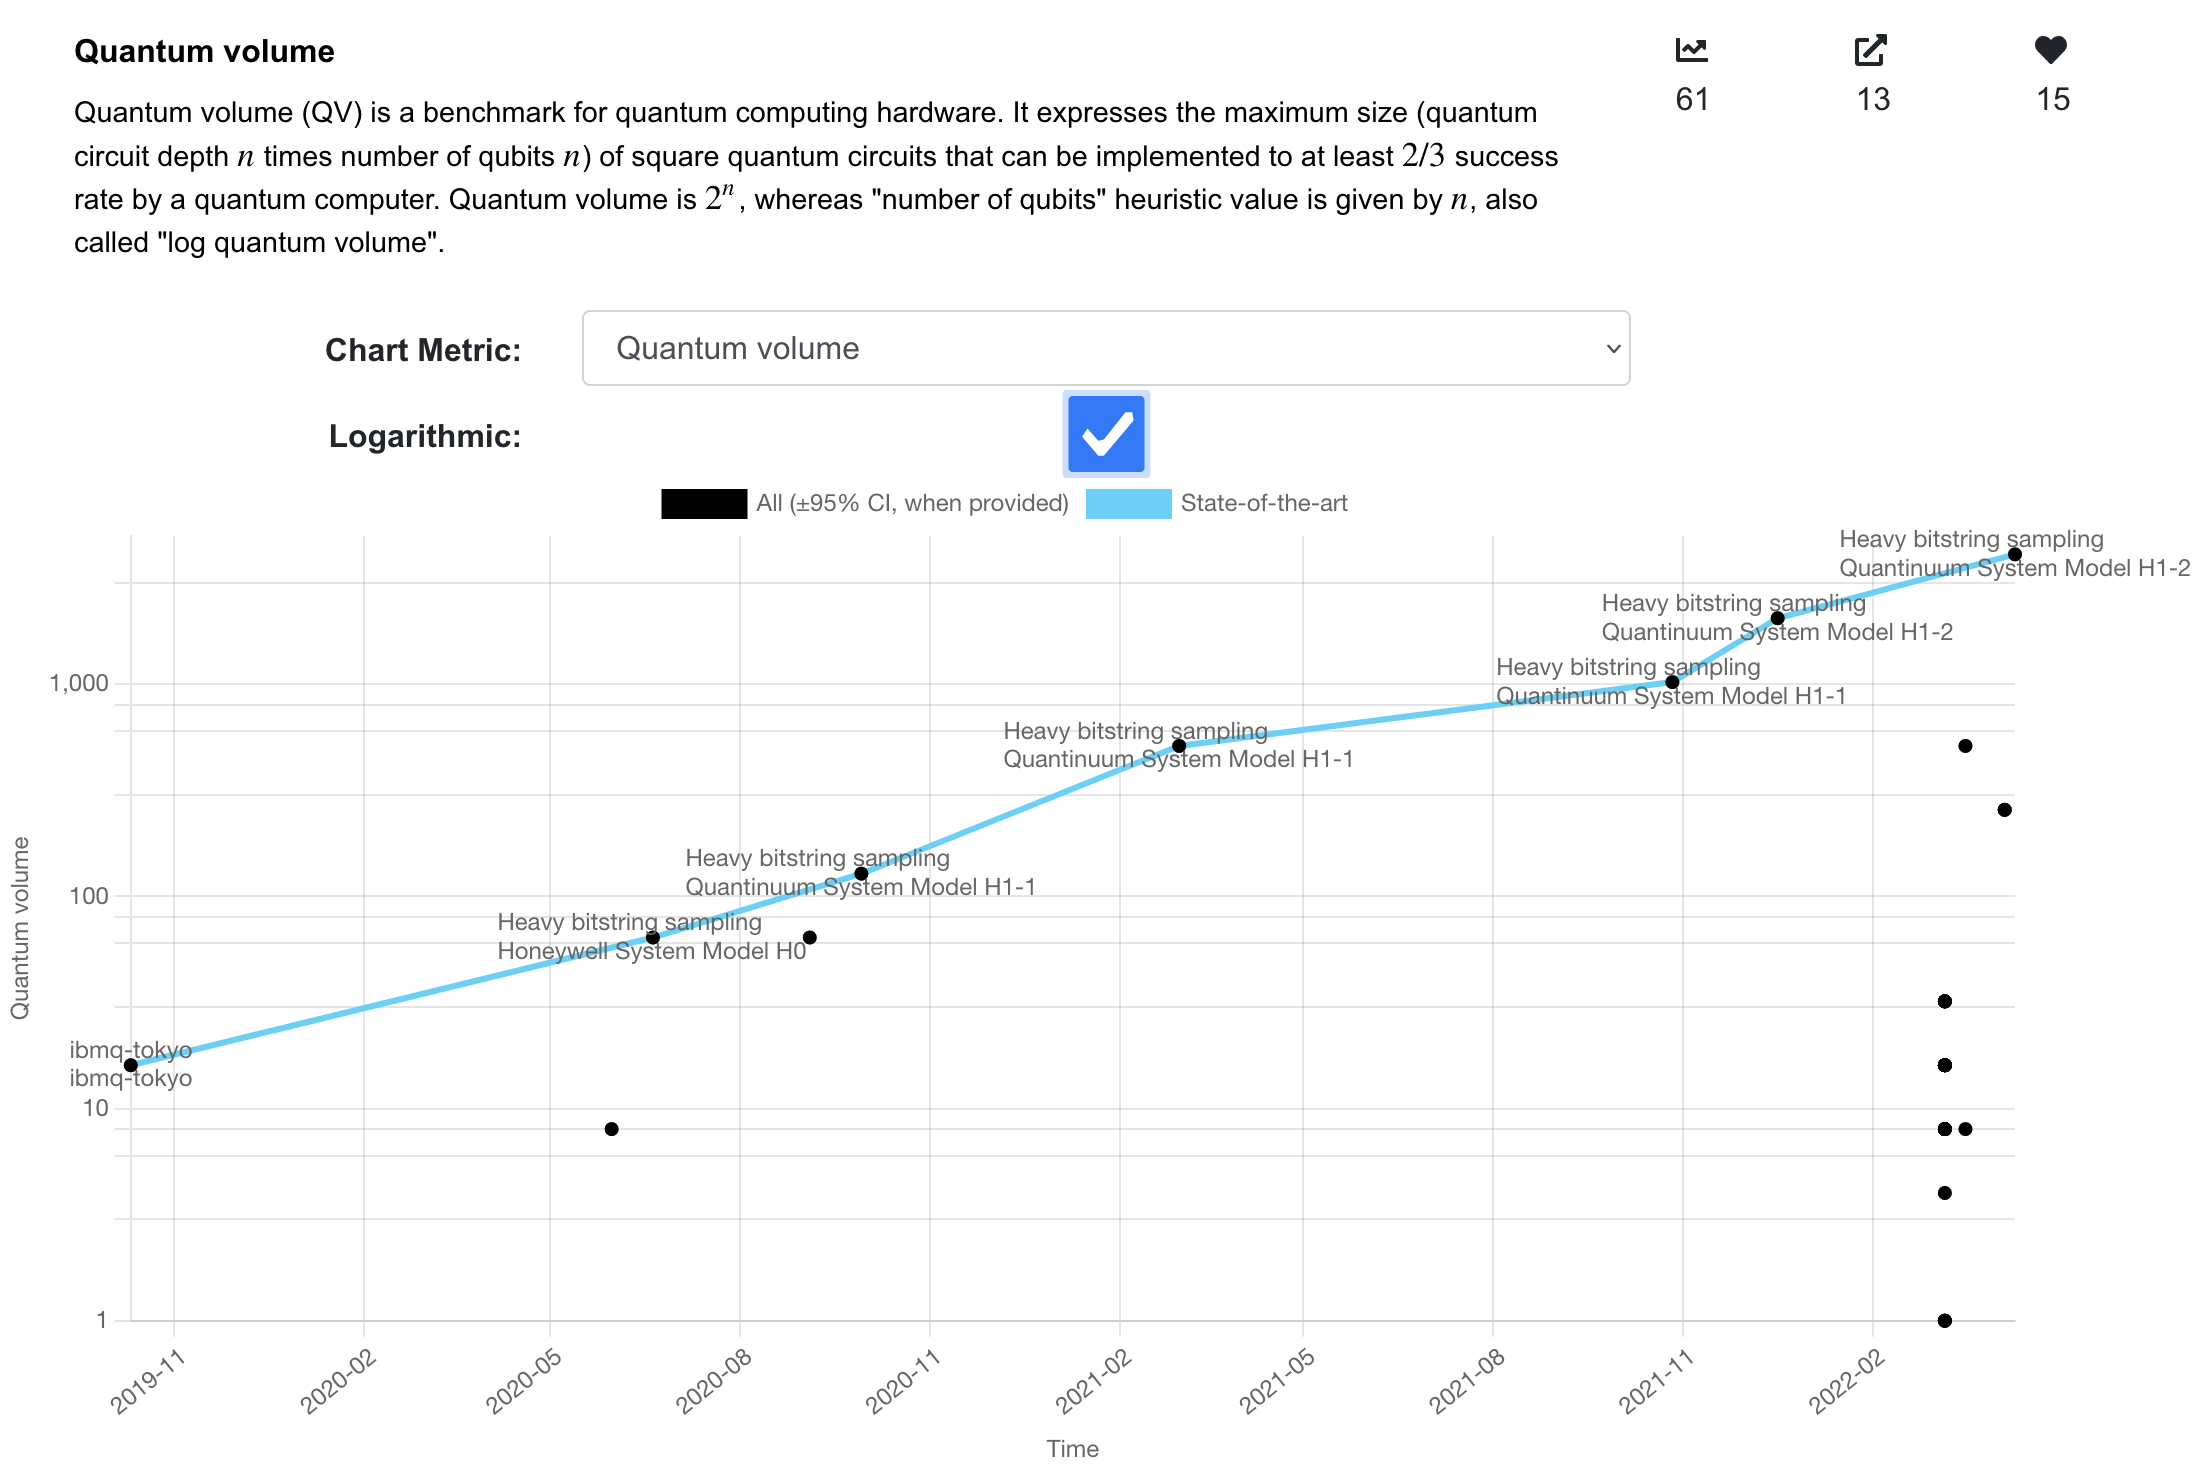 Quantum volume
61
13
15
Quantum volume (QV) is a benchmark for quantum computing hardware. It expresses the maximum size (quantum
circuit depth n times number of qubits n) of square quantum circuits that can be implemented to at least 2/3 success
rate by a quantum computer. Quantum volume is 2ⁿ, whereas "number of qubits" heuristic value is given by n, also
called "log quantum volume".
Chart Metric:
Quantum volume
Logarithmic:
All (±95% CI, when provided)
State-of-the-art
Heavy bitstring sampling
Quantinuum System Model H1-2
Heavy bitstring sampling
Quantinuum System Model H1-2
Heavy bitstring sampling
Quantinuum System Model H1-1
Heavy bitstring sampling
Quantinuum System Model H1-1
Heavy bitstring sampling
Quantinuum System Model H1-1
Heavy bitstring sampling
Honeywell System Model H0
ibmq-tokyo
ibmq-tokyo
Quantum volume
1,000
100
10
1
2019-11
2020-02
2020-05
2020-08
2020-11
2021-02
2021-05
2021-08
2021-11
2022-02
Time